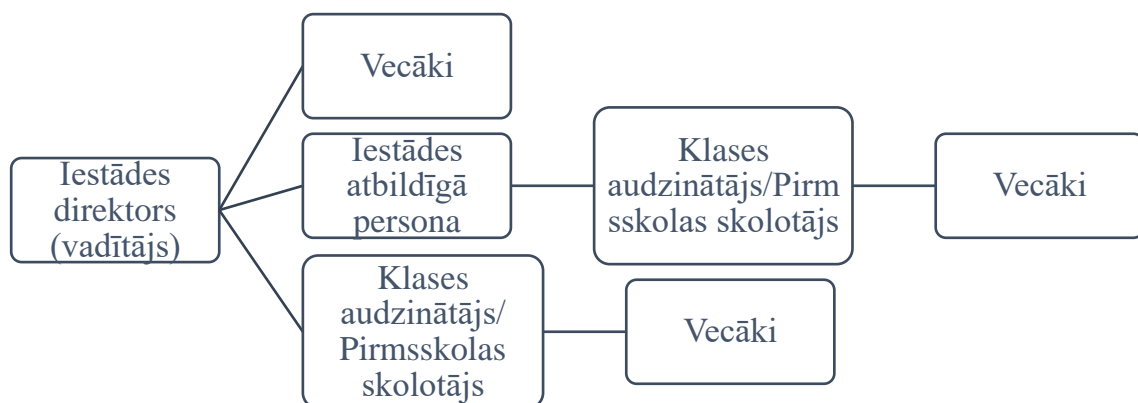 Vecāki
Iestādes
direktors
(vadītājs)
Iestādes
atbildīgā
persona
Klases
audzinātājs/Pirm
sskolas skolotājs
Vecāki
Klases
audzinātājs/
Pirmsskolas
skolotājs
Vecāki